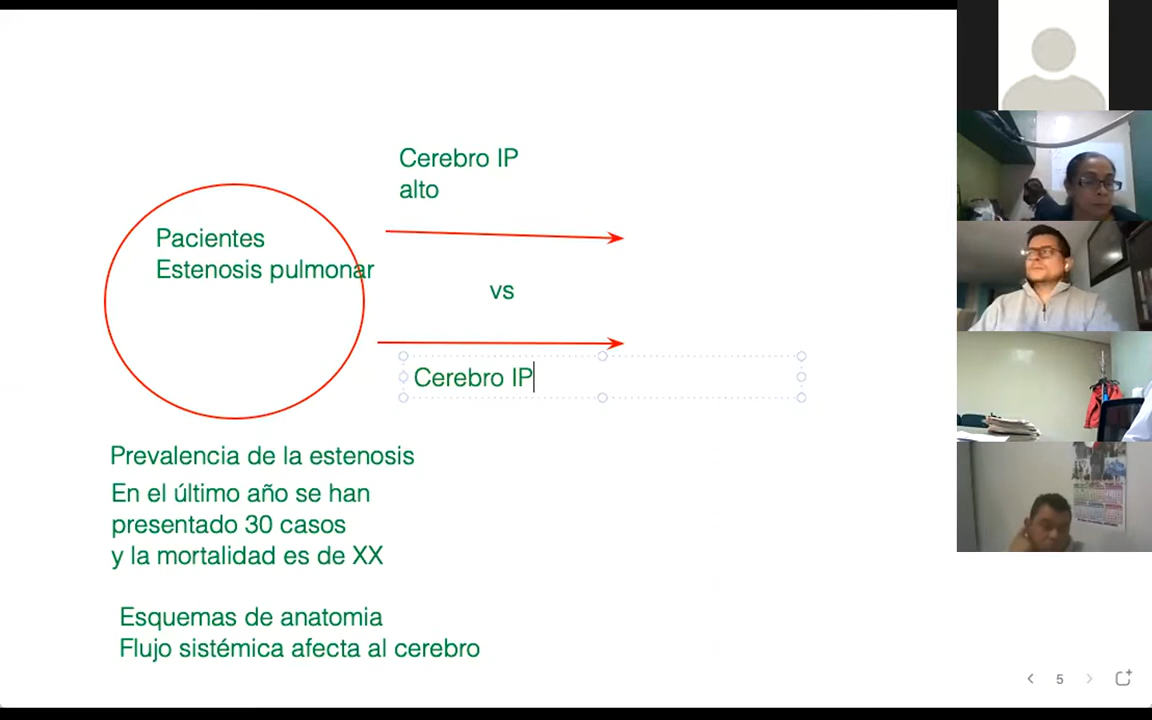 Cerebro IP
alto
Pacientes
Estenosis pulmonar
vs
Cerebro IP
Prevalencia de la estenosis
En el último año se han
presentado 30 casos
y la mortalidad es de XX
Esquemas de anatomia
Flujo sistémica afecta al cerebro
5